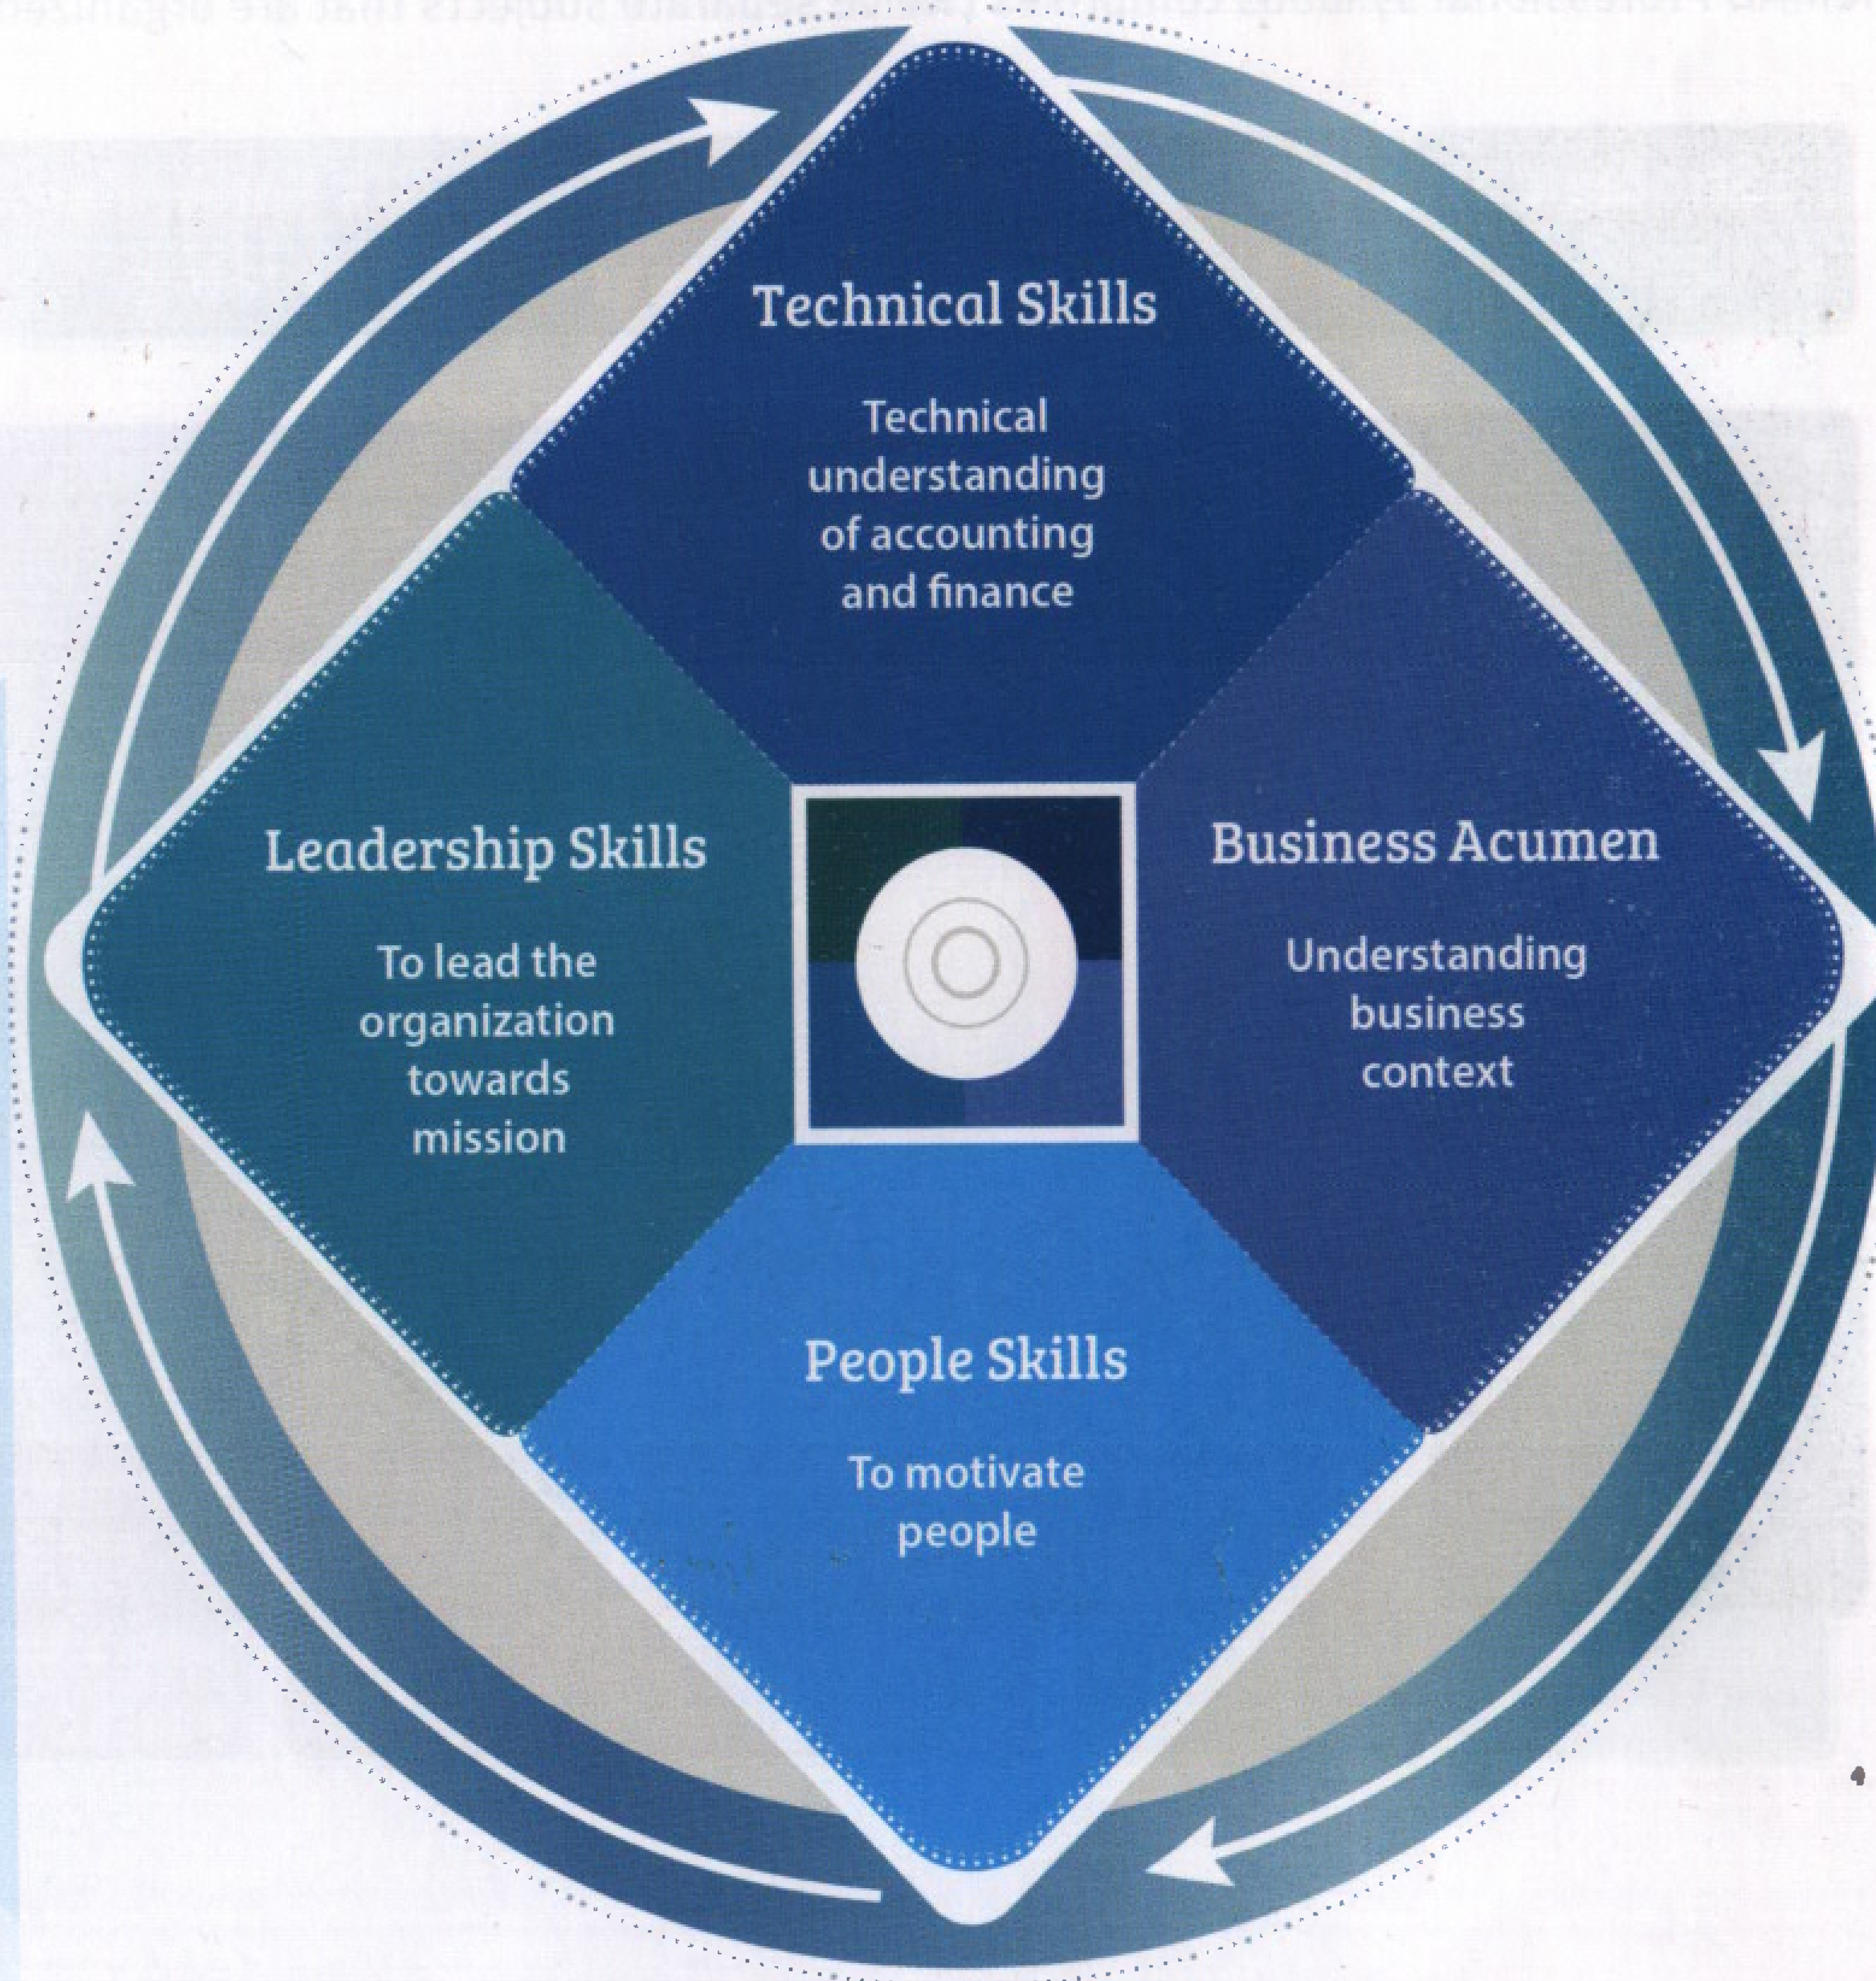 Technical Skills
Technical
understanding
of accounting
and finance
Leadership Skills
To lead the
organization
towards
mission
Business Acumen
Understanding
business
context
People Skills
To motivate
people